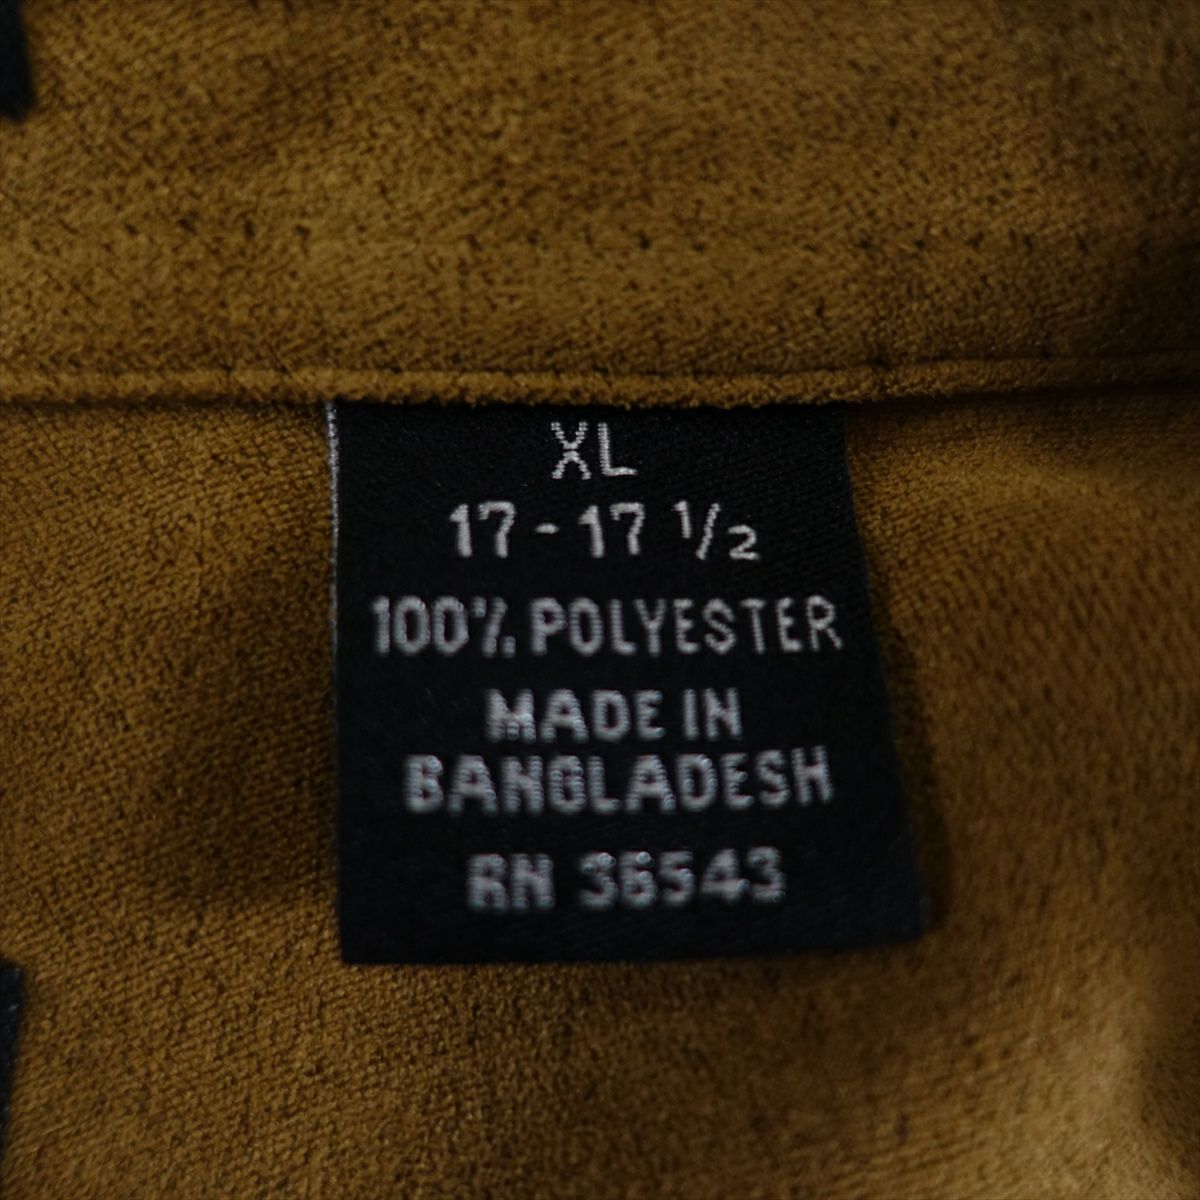 XL
17 - 17 ½
100% POLYESTER
MADE IN
BANGLADESH
RN 36543